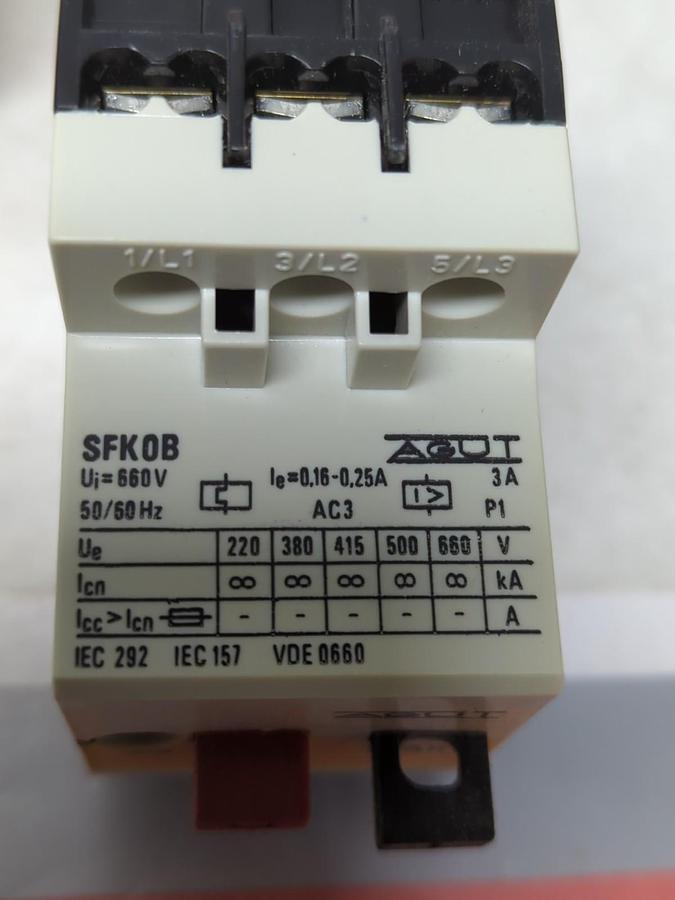 1/L1 3/L2 5/L3
SFK0B AGUT
Ui=660V Ie=0,16-0,25A 3A
50/60Hz AC3 I> P1
Ue 220 380 415 500 660 V
Icn ∞ ∞ ∞ ∞ ∞ kA
Icc>Icn - - - - - A
IEC 292 IEC 157 VDE 0660
AGUT